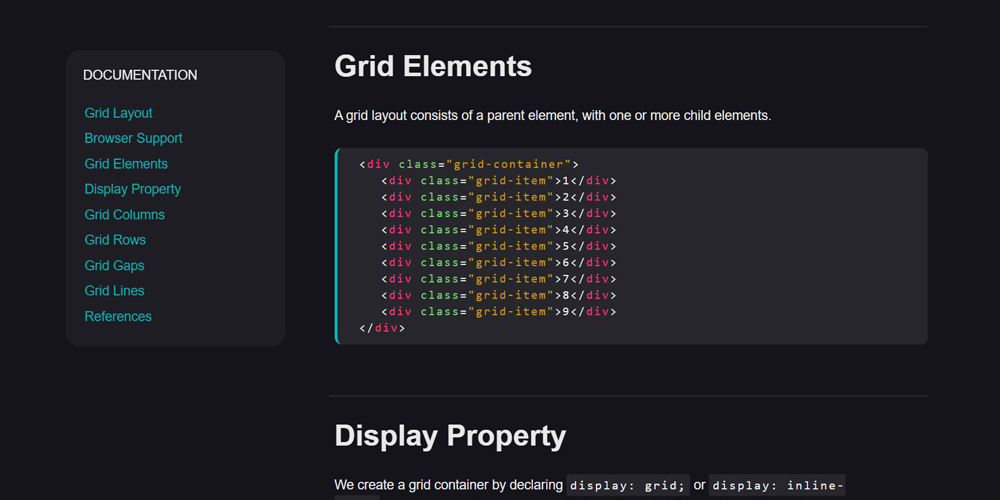 DOCUMENTATION
Grid Layout
Browser Support
Grid Elements
Display Property
Grid Columns
Grid Rows
Grid Gaps
Grid Lines
References
Grid Elements
A grid layout consists of a parent element, with one or more child elements.
<div class="grid-container">
<div class="grid-item">1</div>
<div class="grid-item">2</div>
<div class="grid-item">3</div>
<div class="grid-item">4</div>
<div class="grid-item">5</div>
<div class="grid-item">6</div>
<div class="grid-item">7</div>
<div class="grid-item">8</div>
<div class="grid-item">9</div>
</div>
Display Property
We create a grid container by declaring display: grid; or display: inline-